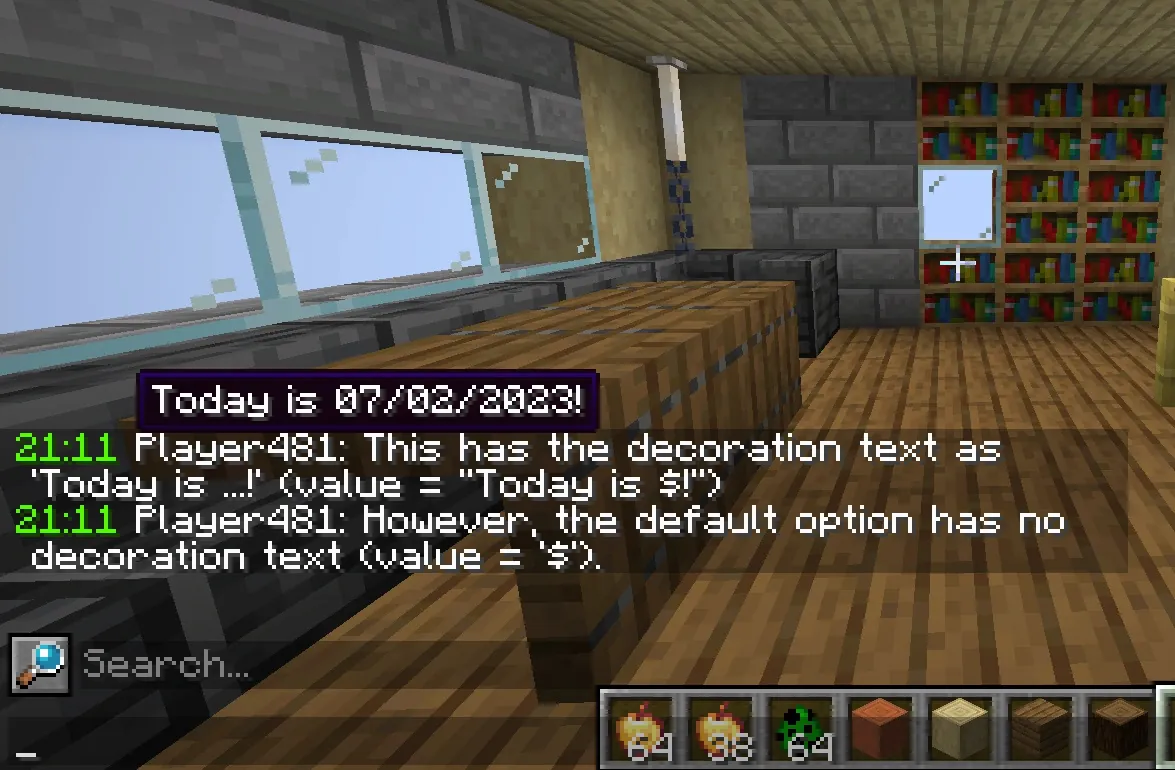 Today is 07/02/2023!
21:11 Player481: This has the decoration text as
'Today is ...!' (value = "Today is $!")
21:11 Player481: However, the default option has no
decoration text (value = '$').
Search...
_
64 38 64